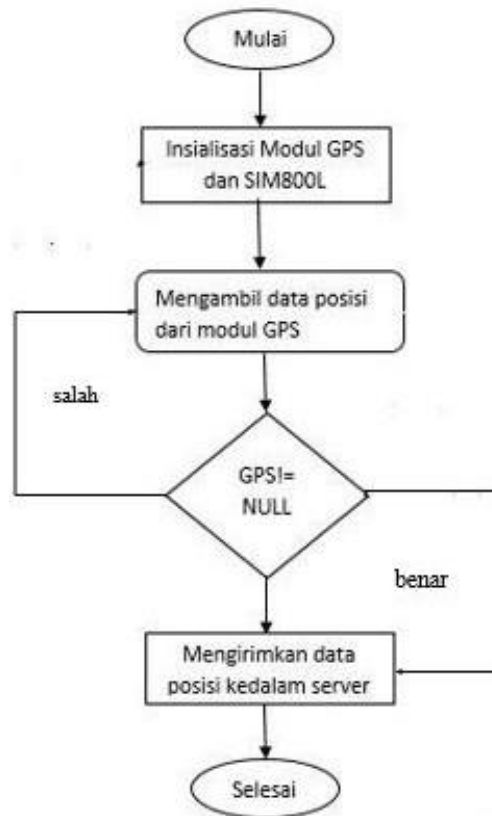 Mulai
Insialisasi Modul GPS
dan SIM800L
Mengambil data posisi
dari modul GPS
salah
GPS!=
NULL
benar
Mengirimkan data
posisi kedalam server
Selesai